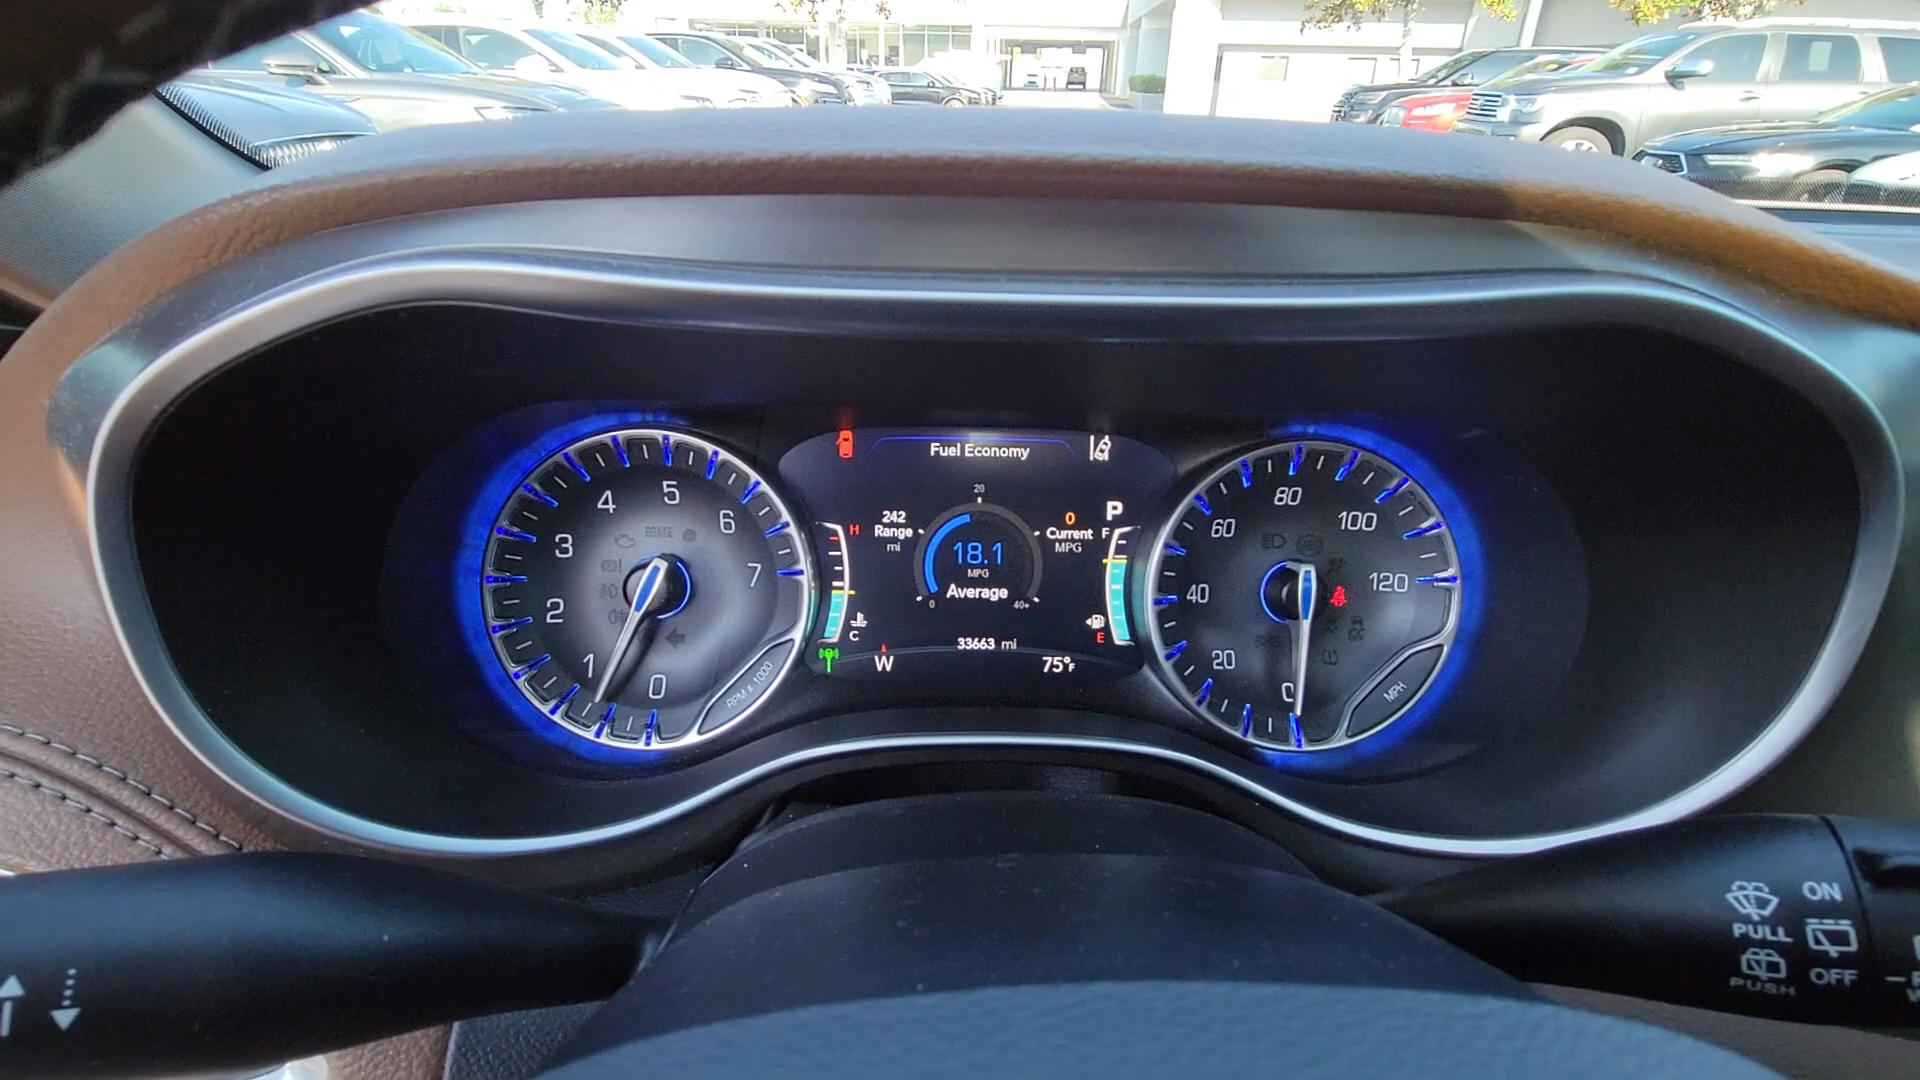 Fuel Economy
20
242
Range
mi
0
Current
MPG
P
H
F
18.1
MPG
Average
0
40+
C
E
33663 mi
W
75°F
0
1
2
3
4
5
6
7
BRAKE
RPM x 1000
0
20
40
60
80
100
120
MPH
ON
PULL
OFF
PUSH